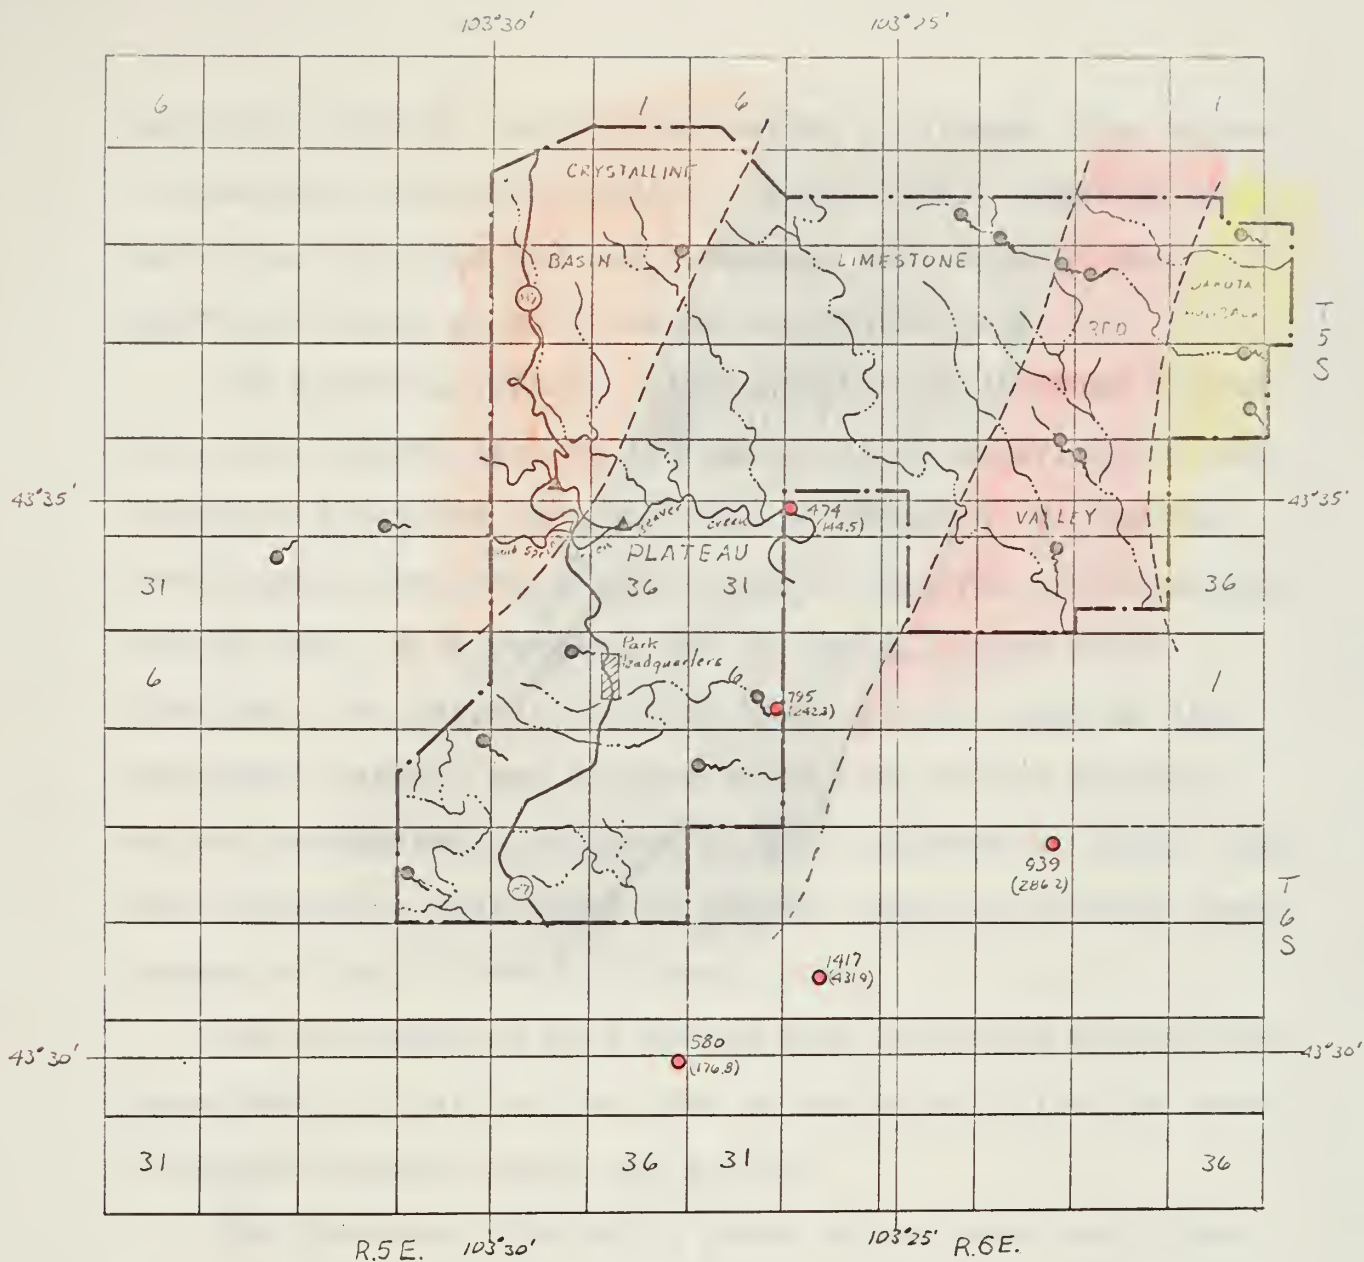 103°30'
103°25'
6
1
6
1
CRYSTALLINE
BASIN
LIMESTONE
RED
T
5
S
43°35'
43°35'
Beaver
Creek
VALLEY
474
(144.5)
PLATEAU
31
36
31
36
Park
Headquarters
6
6
1
795
(242.3)
939
(286.2)
T
6
S
1417
(431.9)
580
(176.8)
43°30'
43°30'
31
36
31
36
R.5E.
103°30'
103°25'
R.6E.